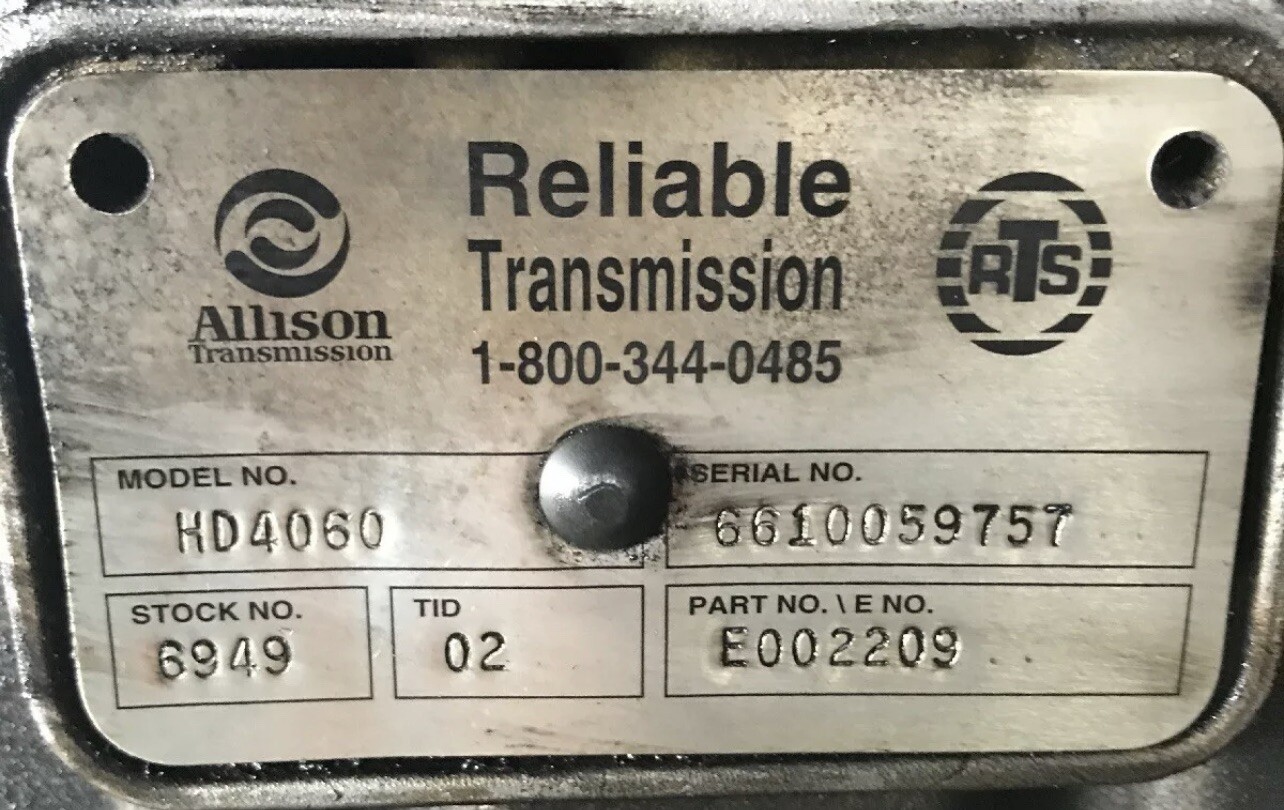 Reliable
Transmission
1-800-344-0485
Allison
Transmission
RTS
MODEL NO.
HD4060
SERIAL NO.
6610059757
STOCK NO.
6949
TID
02
PART NO. \ E NO.
E002209